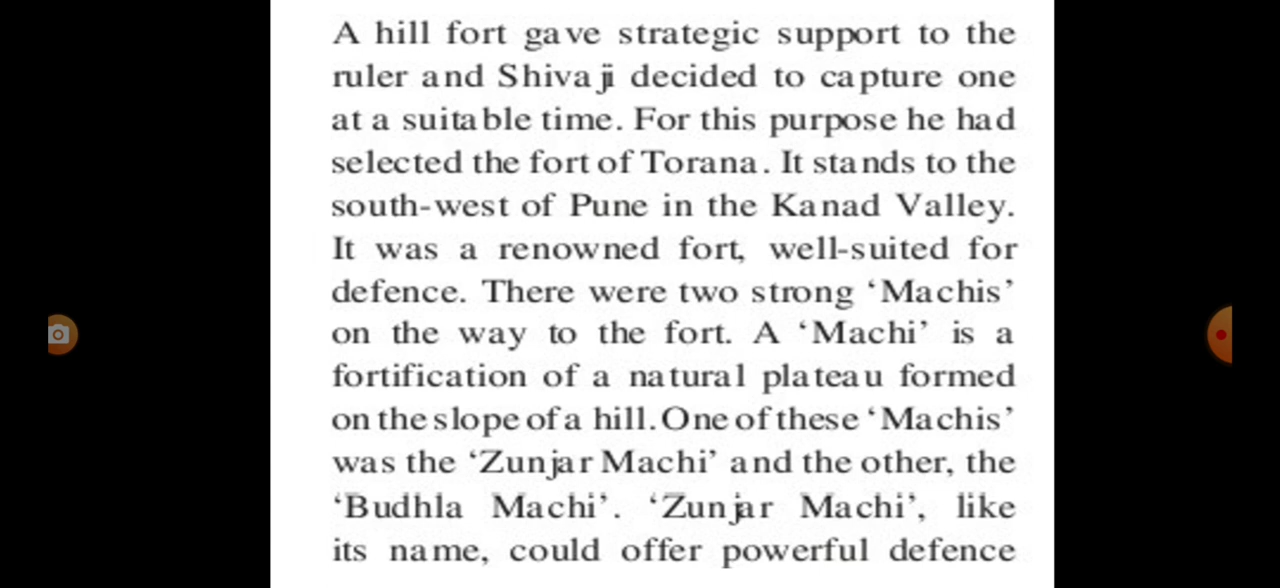 A hill fort gave strategic support to the
ruler and Shivaji decided to capture one
at a suitable time. For this purpose he had
selected the fort of Torana. It stands to the
south-west of Pune in the Kanad Valley.
It was a renowned fort, well-suited for
defence. There were two strong ‘Machis’
on the way to the fort. A ‘Machi’ is a
fortification of a natural plateau formed
on the slope of a hill. One of these ‘Machis’
was the ‘Zunjar Machi’ and the other, the
‘Budhla Machi’. ‘Zunjar Machi’, like
its name, could offer powerful defence